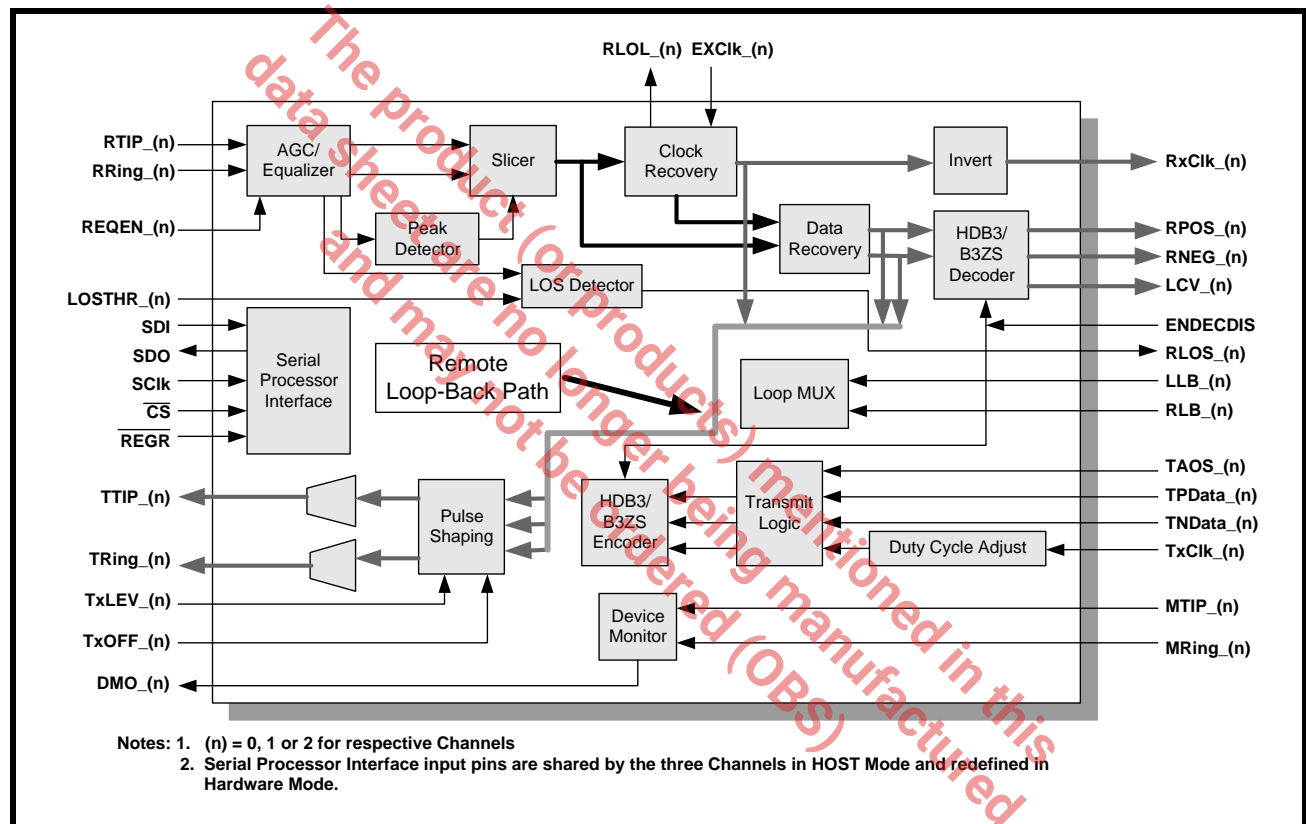 RLOL_(n) EXClk_(n)
RTIP_(n)
RRing_(n)
REQEN_(n)
LOSTHR_(n)
SDI
SDO
SClk
CS
REGR
TTIP_(n)
TRing_(n)
TxLEV_(n)
TxOFF_(n)
DMO_(n)
AGC/
Equalizer
Peak
Detector
Slicer
LOS Detector
Clock
Recovery
Data
Recovery
Invert
HDB3/
B3ZS
Decoder
Serial
Processor
Interface
Remote
Loop-Back Path
Loop MUX
Pulse
Shaping
HDB3/
B3ZS
Encoder
Transmit
Logic
Duty Cycle Adjust
Device
Monitor
RxClk_(n)
RPOS_(n)
RNEG_(n)
LCV_(n)
ENDECDIS
RLOS_(n)
LLB_(n)
RLB_(n)
TAOS_(n)
TPData_(n)
TNData_(n)
TxClk_(n)
MTIP_(n)
MRing_(n)
The product (or products) mentioned in this
data sheet are no longer being manufactured
and may not be ordered (OBS)
Notes: 1. (n) = 0, 1 or 2 for respective Channels
2. Serial Processor Interface input pins are shared by the three Channels in HOST Mode and redefined in
Hardware Mode.